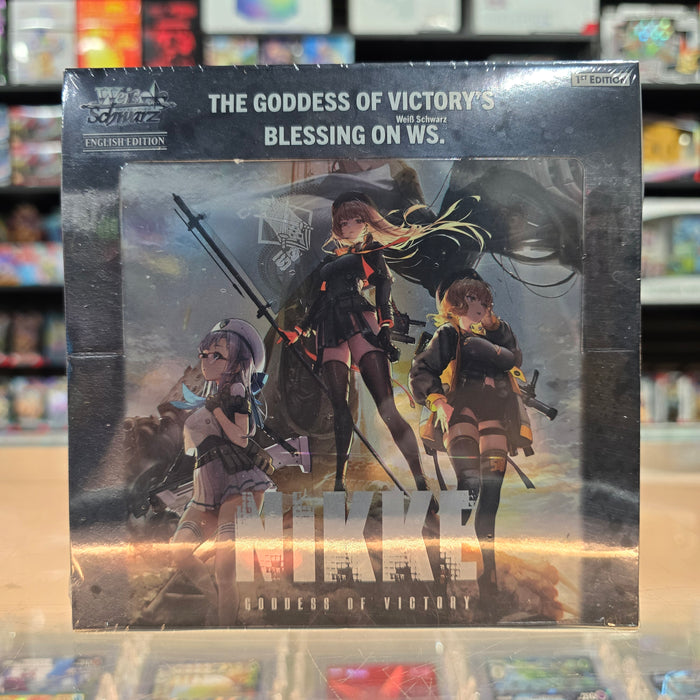 Weiß
Schwarz
ENGLISH EDITION
1ST EDITION
THE GODDESS OF VICTORY'S
Weiß Schwarz
BLESSING ON WS.
NIKKE
GODDESS OF VICTORY